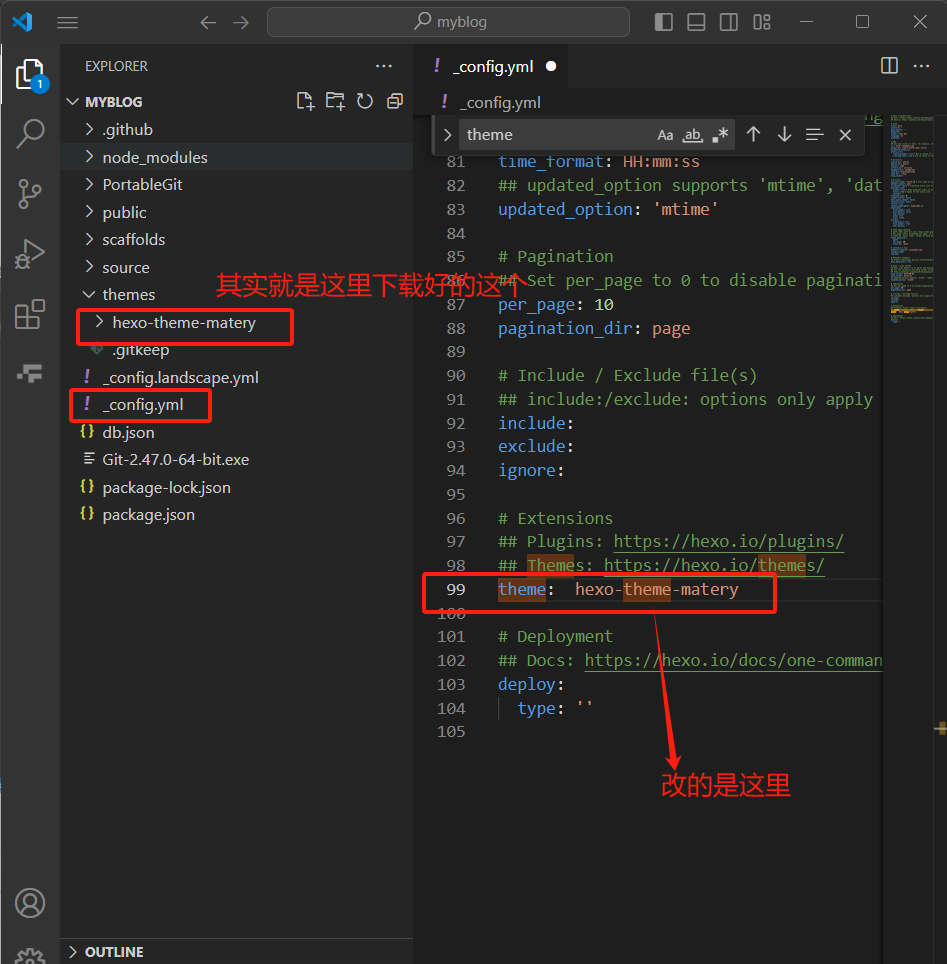 myblog
EXPLORER
_config.yml
1
MYBLOG
_config.yml
.github
theme
Aa
ab
node_modules
PortableGit
public
scaffolds
source
themes
hexo-theme-matery
.gitkeep
_config.landscape.yml
_config.yml
db.json
Git-2.47.0-64-bit.exe
package-lock.json
package.json
OUTLINE
其实就是这里下载好的这个
81 time_format: HH:mm:ss
82 ## updated_option supports 'mtime', 'dat
83 updated_option: 'mtime'
84
85 # Pagination
86 ## Set per_page to 0 to disable paginati
87 per_page: 10
88 pagination_dir: page
89
90 # Include / Exclude file(s)
91 ## include:/exclude: options only apply
92 include:
93 exclude:
94 ignore:
95
96 # Extensions
97 ## Plugins: https://hexo.io/plugins/
98 ## Themes: https://hexo.io/themes/
99 theme:  hexo-theme-matery
100
101 # Deployment
102 ## Docs: https://hexo.io/docs/one-comman
103 deploy:
104 type: ''
105
改的是这里